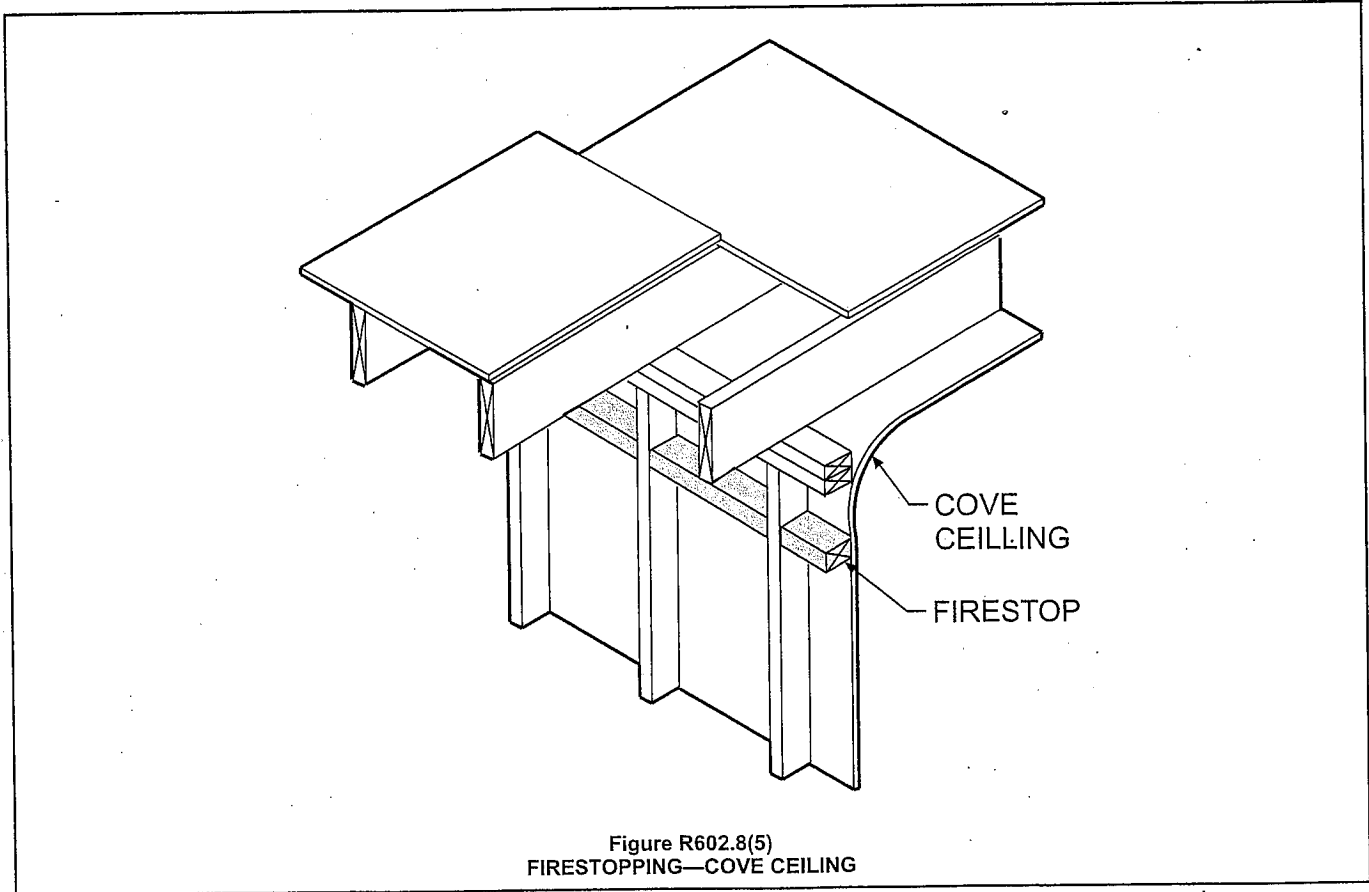 COVE
CEILLING
FIRESTOP
Figure R602.8(5)
FIRESTOPPING—COVE CEILING